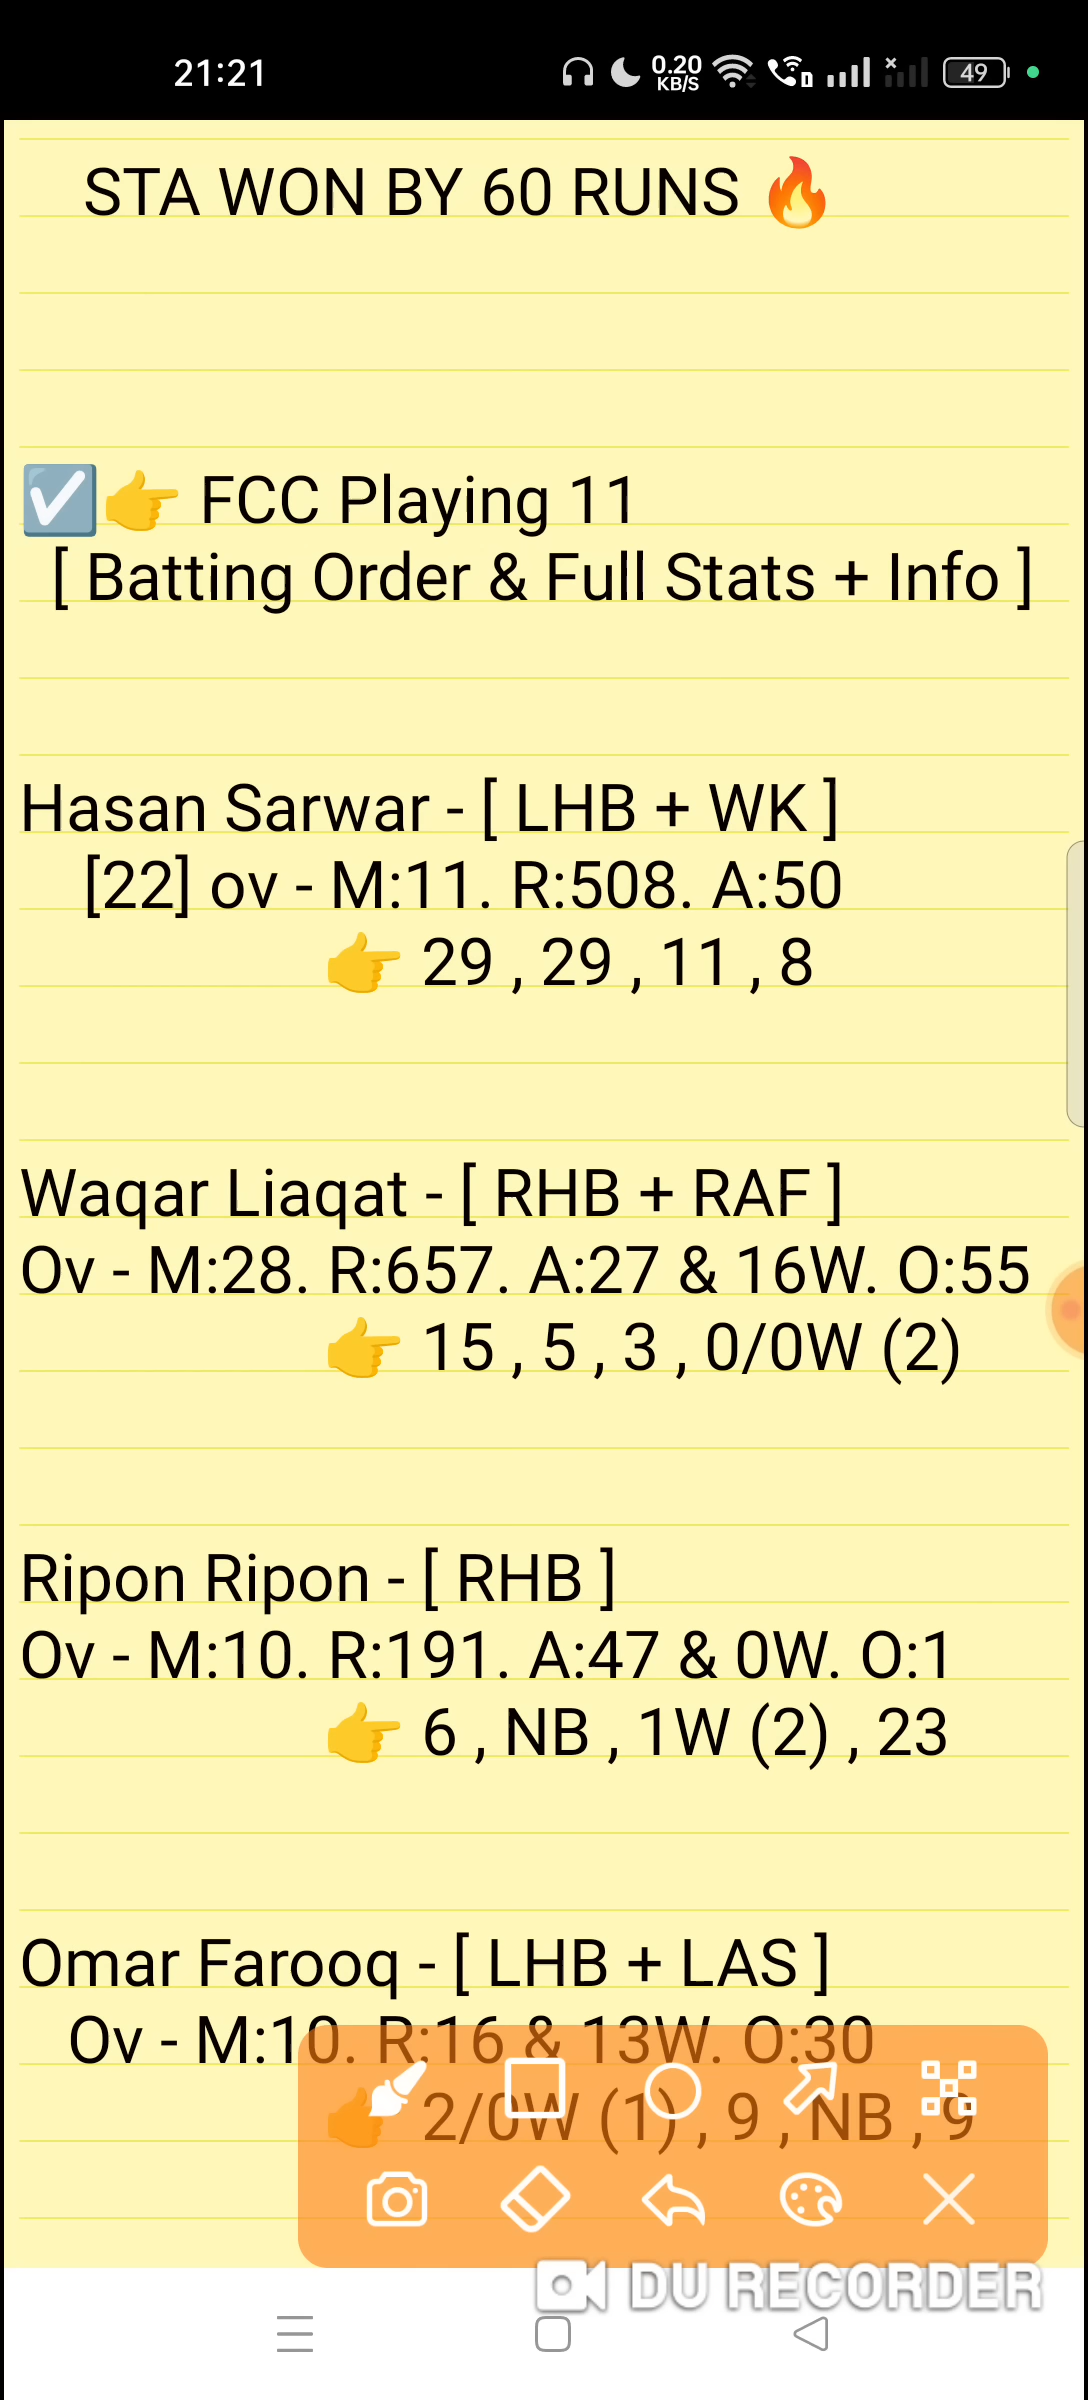 21:21 0.20 KB/S 49
STA WON BY 60 RUNS 🔥
☑️👉 FCC Playing 11
[ Batting Order & Full Stats + Info ]
Hasan Sarwar - [ LHB + WK ]
[22] ov - M:11. R:508. A:50
👉 29 , 29 , 11 , 8
Waqar Liaqat - [ RHB + RAF ]
Ov - M:28. R:657. A:27 & 16W. O:55
👉 15 , 5 , 3 , 0/0W (2)
Ripon Ripon - [ RHB ]
Ov - M:10. R:191. A:47 & 0W. O:1
👉 6 , NB , 1W (2) , 23
Omar Farooq - [ LHB + LAS ]
Ov - M:10. R:16 & 13W. O:30
👉 2/0W (1) , 9 , NB , 9
DU RECORDER